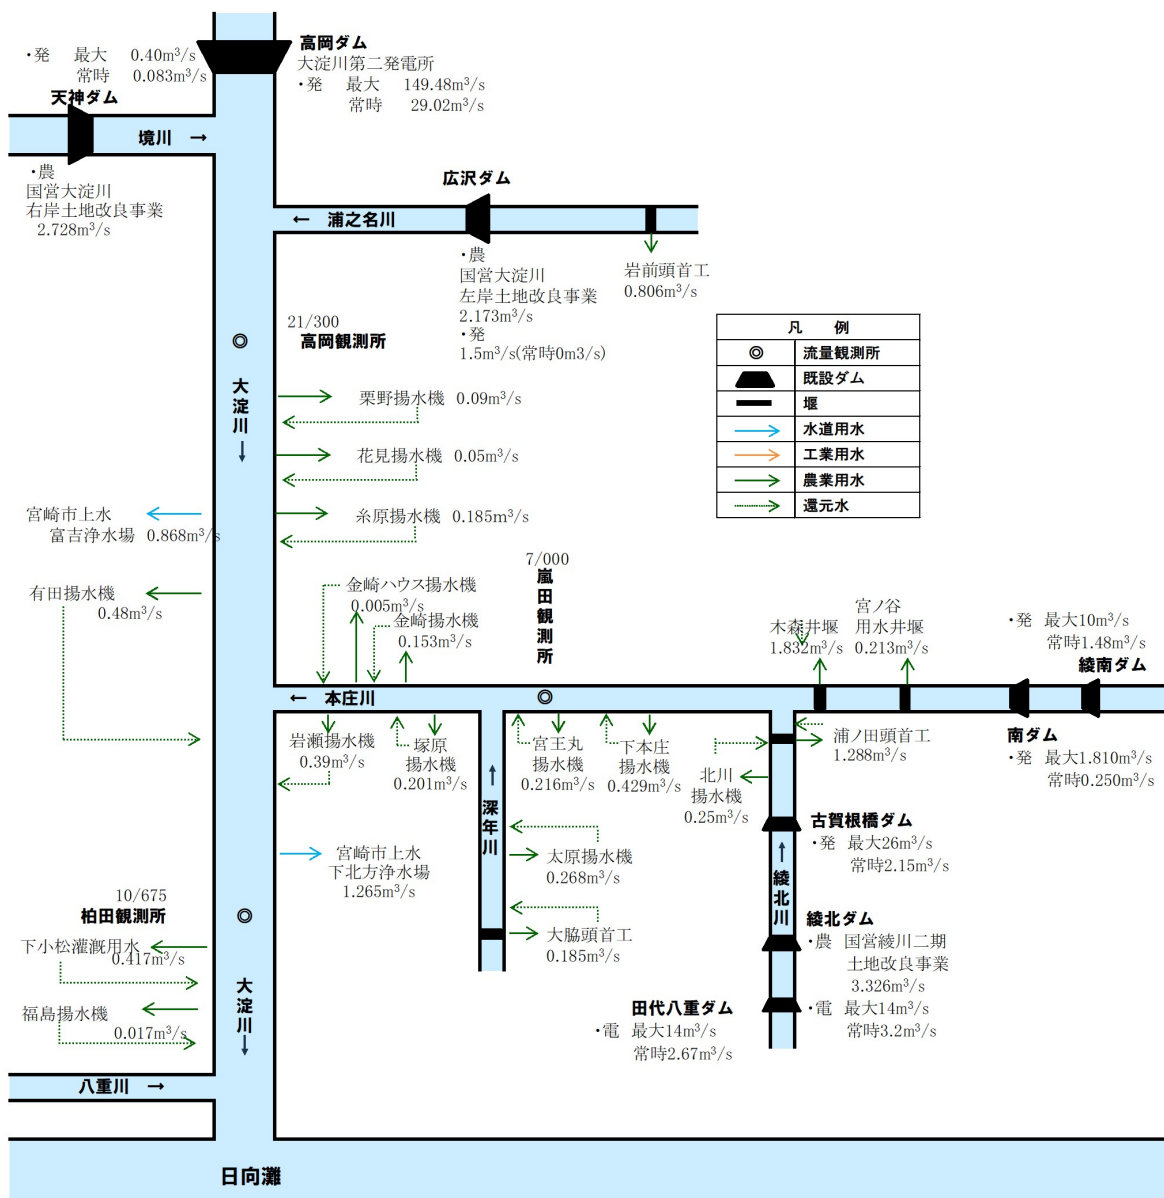 高岡ダム
大淀川第二発電所
・発 最大 149.48m³/s
常時 29.02m³/s
・発 最大 0.40m³/s
常時 0.083m³/s
天神ダム
境川 →
・農
国営大淀川
右岸土地改良事業
2.728m³/s
広沢ダム
← 浦之名川
・農
国営大淀川
左岸土地改良事業
2.173m³/s
・発
1.5m³/s(常時0m3/s)
岩前頭首工
0.806m³/s
21/300
高岡観測所
凡 例
流量観測所
既設ダム
堰
水道用水
工業用水
農業用水
還元水
大淀川
↓
栗野揚水機 0.09m³/s
花見揚水機 0.05m³/s
糸原揚水機 0.185m³/s
宮崎市上水
富吉浄水場 0.868m³/s
有田揚水機
0.48m³/s
金崎ハウス揚水機
0.005m³/s
金崎揚水機
0.153m³/s
7/000
嵐田観測所
木森井堰
1.832m³/s
宮ノ谷
用水井堰
0.213m³/s
・発 最大10m³/s
常時1.48m³/s
綾南ダム
← 本庄川
南ダム
・発 最大1.810m³/s
常時0.250m³/s
岩瀬揚水機
0.39m³/s
塚原
揚水機
0.201m³/s
宮王丸
揚水機
0.216m³/s
下本庄
揚水機
0.429m³/s
北川
揚水機
0.25m³/s
浦ノ田頭首工
1.288m³/s
↑
深年川
古賀根橋ダム
・発 最大26m³/s
常時2.15m³/s
↑
綾北川
宮崎市上水
下北方浄水場
1.265m³/s
太原揚水機
0.268m³/s
大脇頭首工
0.185m³/s
綾北ダム
・農 国営綾川二期
土地改良事業
3.326m³/s
・電 最大14m³/s
常時3.2m³/s
田代八重ダム
・電 最大14m³/s
常時2.67m³/s
10/675
柏田観測所
下小松灌漑用水
0.417m³/s
福島揚水機
0.017m³/s
大淀川
↓
八重川 →
日向灘